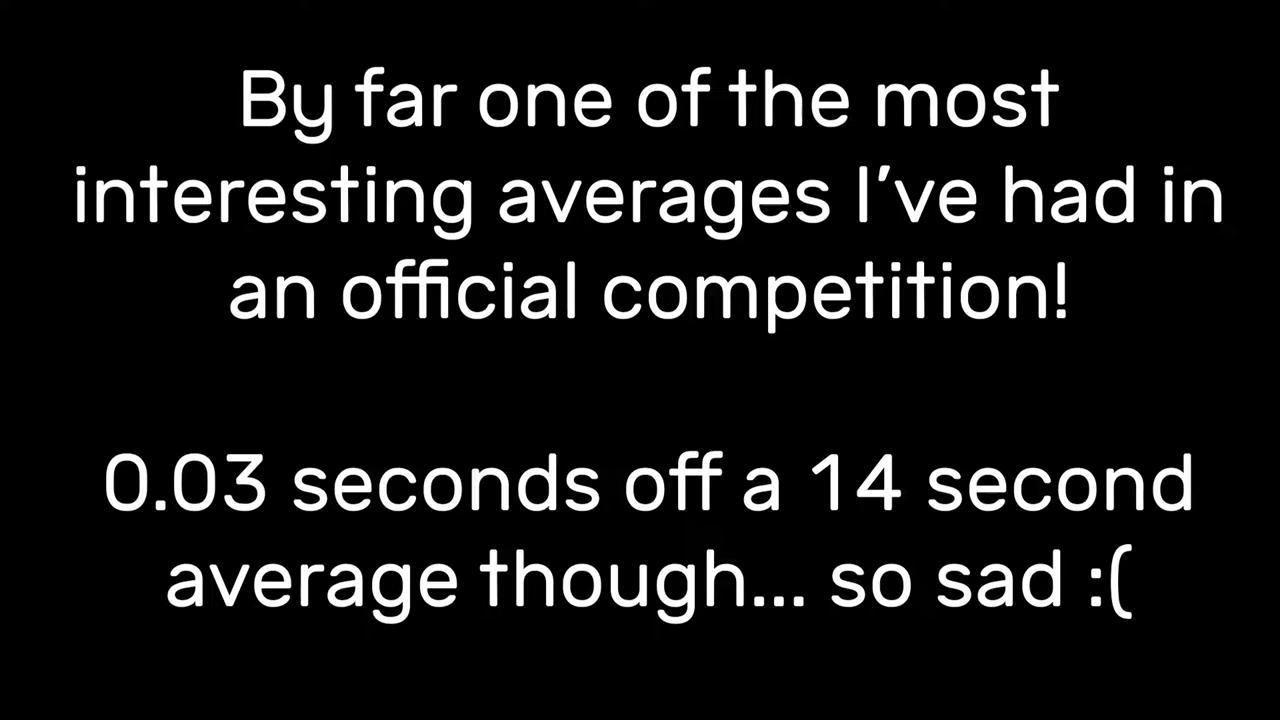 By far one of the most
interesting averages I’ve had in
an official competition!
0.03 seconds off a 14 second
average though... so sad :(